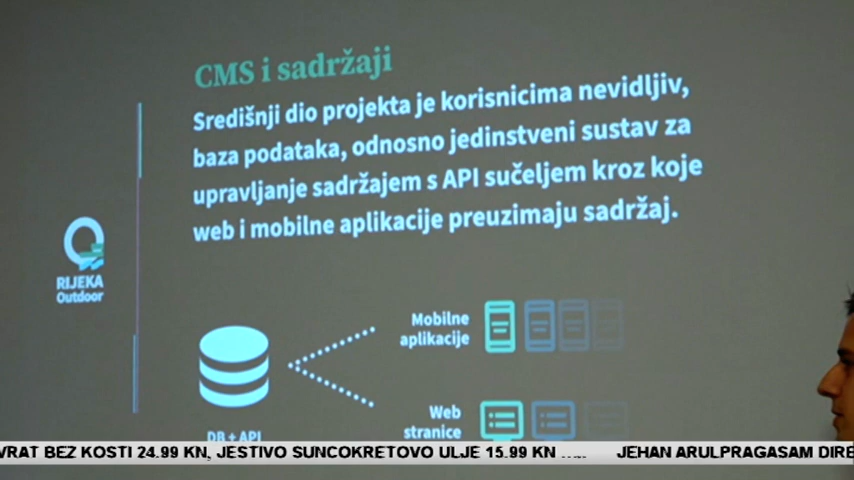 CMS i sadržaji
Središnji dio projekta je korisnicima nevidljiv,
baza podataka, odnosno jedinstveni sustav za
upravljanje sadržajem s API sučeljem kroz koje
web i mobilne aplikacije preuzimaju sadržaj.
RIJEKA
Outdoor
Mobilne
aplikacije
Web
stranice
DB + API
VRAT BEZ KOSTI 24.99 KN, JESTIVO SUNCOKRETOVO ULJE 15.99 KN .... JEHAN ARULPRAGASAM DIRE